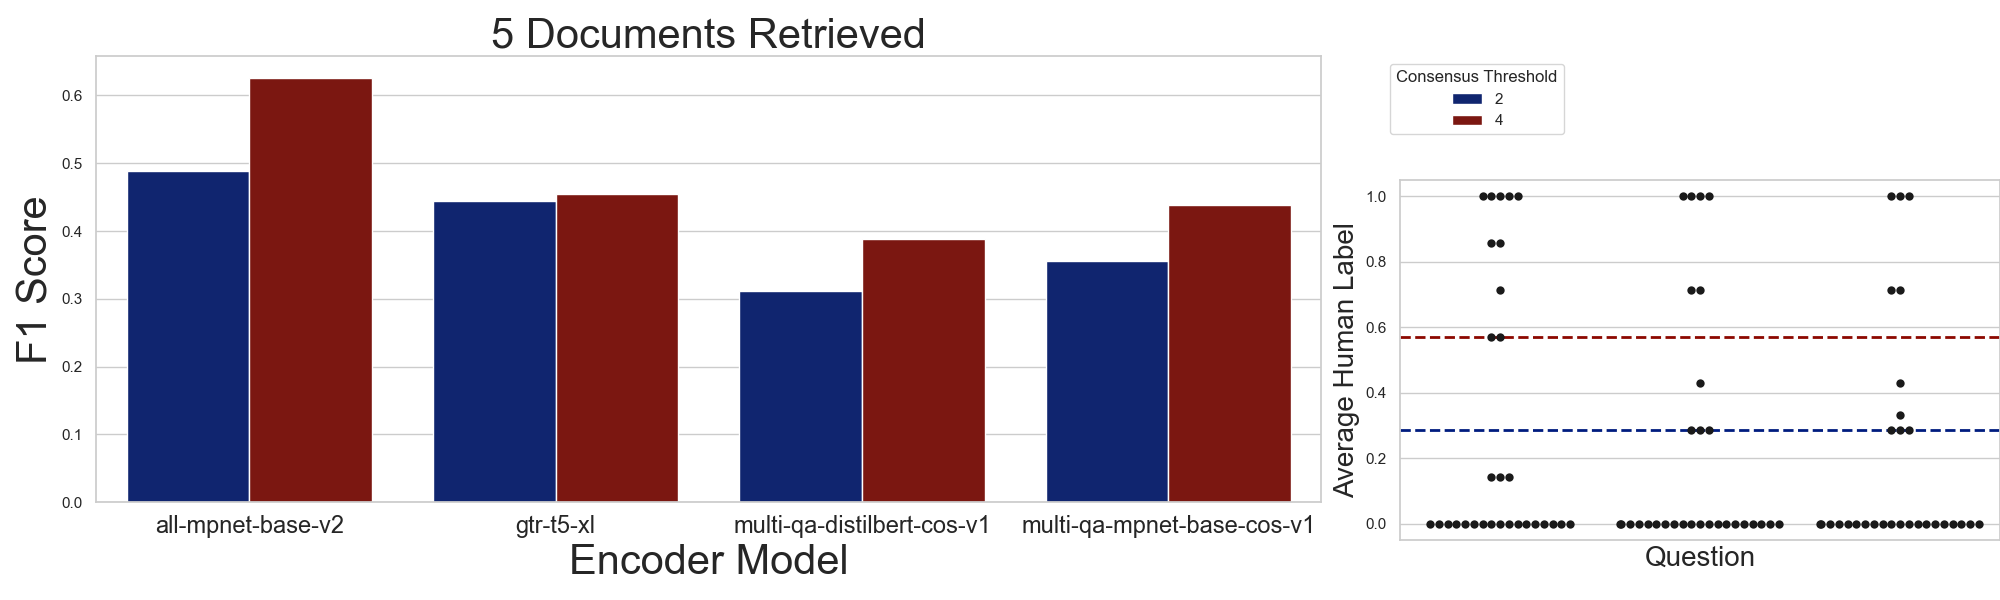 5 Documents Retrieved
F1 Score
0.6
0.5
0.4
0.3
0.2
0.1
0.0
all-mpnet-base-v2
gtr-t5-xl
multi-qa-distilbert-cos-v1
multi-qa-mpnet-base-cos-v1
Encoder Model
Consensus Threshold
2
4
Average Human Label
1.0
0.8
0.6
0.4
0.2
0.0
Question